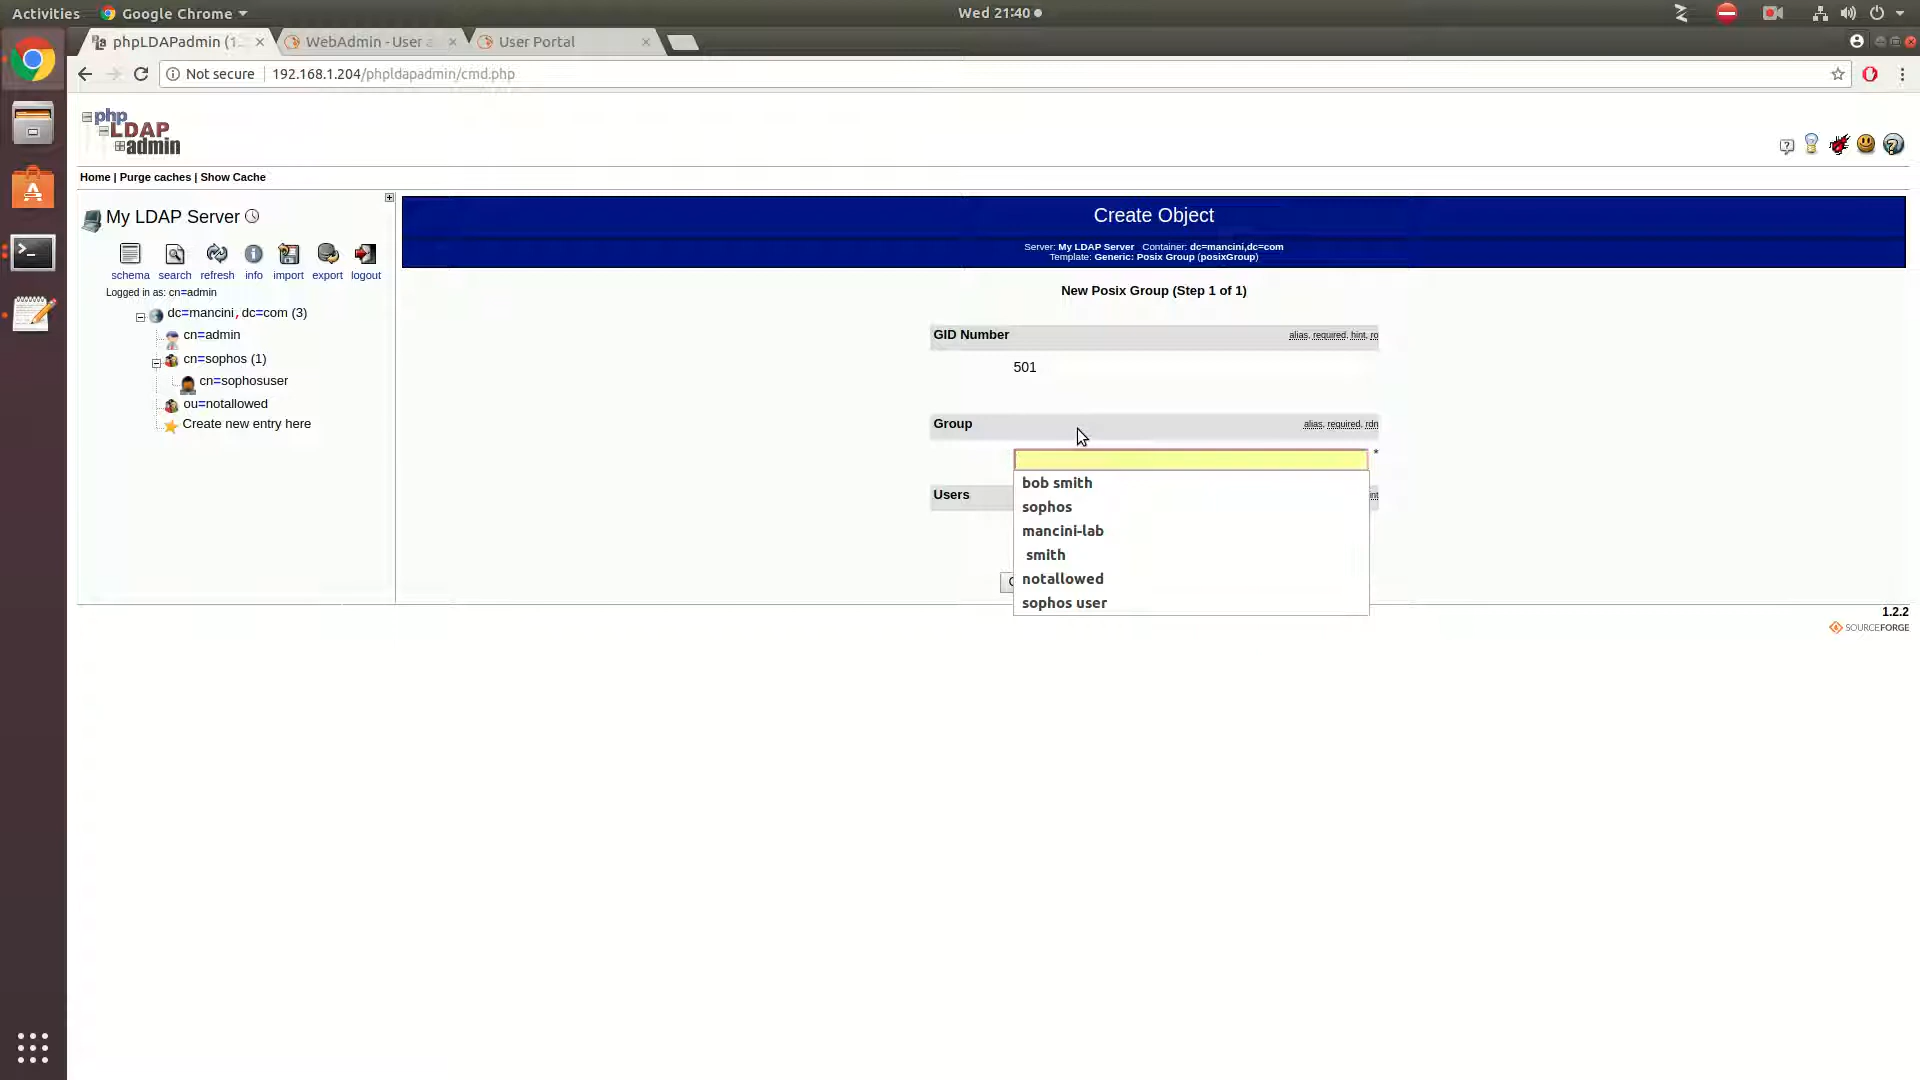 Activities Google Chrome Wed 21:40
phpLDAPadmin (1. WebAdmin - User User Portal
Not secure 192.168.1.204/phpldapadmin/cmd.php
php
LDAP
admin
Home | Purge caches | Show Cache
My LDAP Server
schema search refresh info import export logout
Logged in as: cn=admin
dc=mancini,dc=com (3)
cn=admin
cn=sophos (1)
cn=sophosuser
ou=notallowed
Create new entry here
Create Object
Server: My LDAP Server Container: dc=mancini,dc=com
Template: Generic: Posix Group (posixGroup)
New Posix Group (Step 1 of 1)
GID Number alias, required, hint, ro
501
Group alias, required, rdn
*
bob smith
Users
sophos
mancini-lab
smith
notallowed
sophos user
1.2.2
SOURCEFORGE